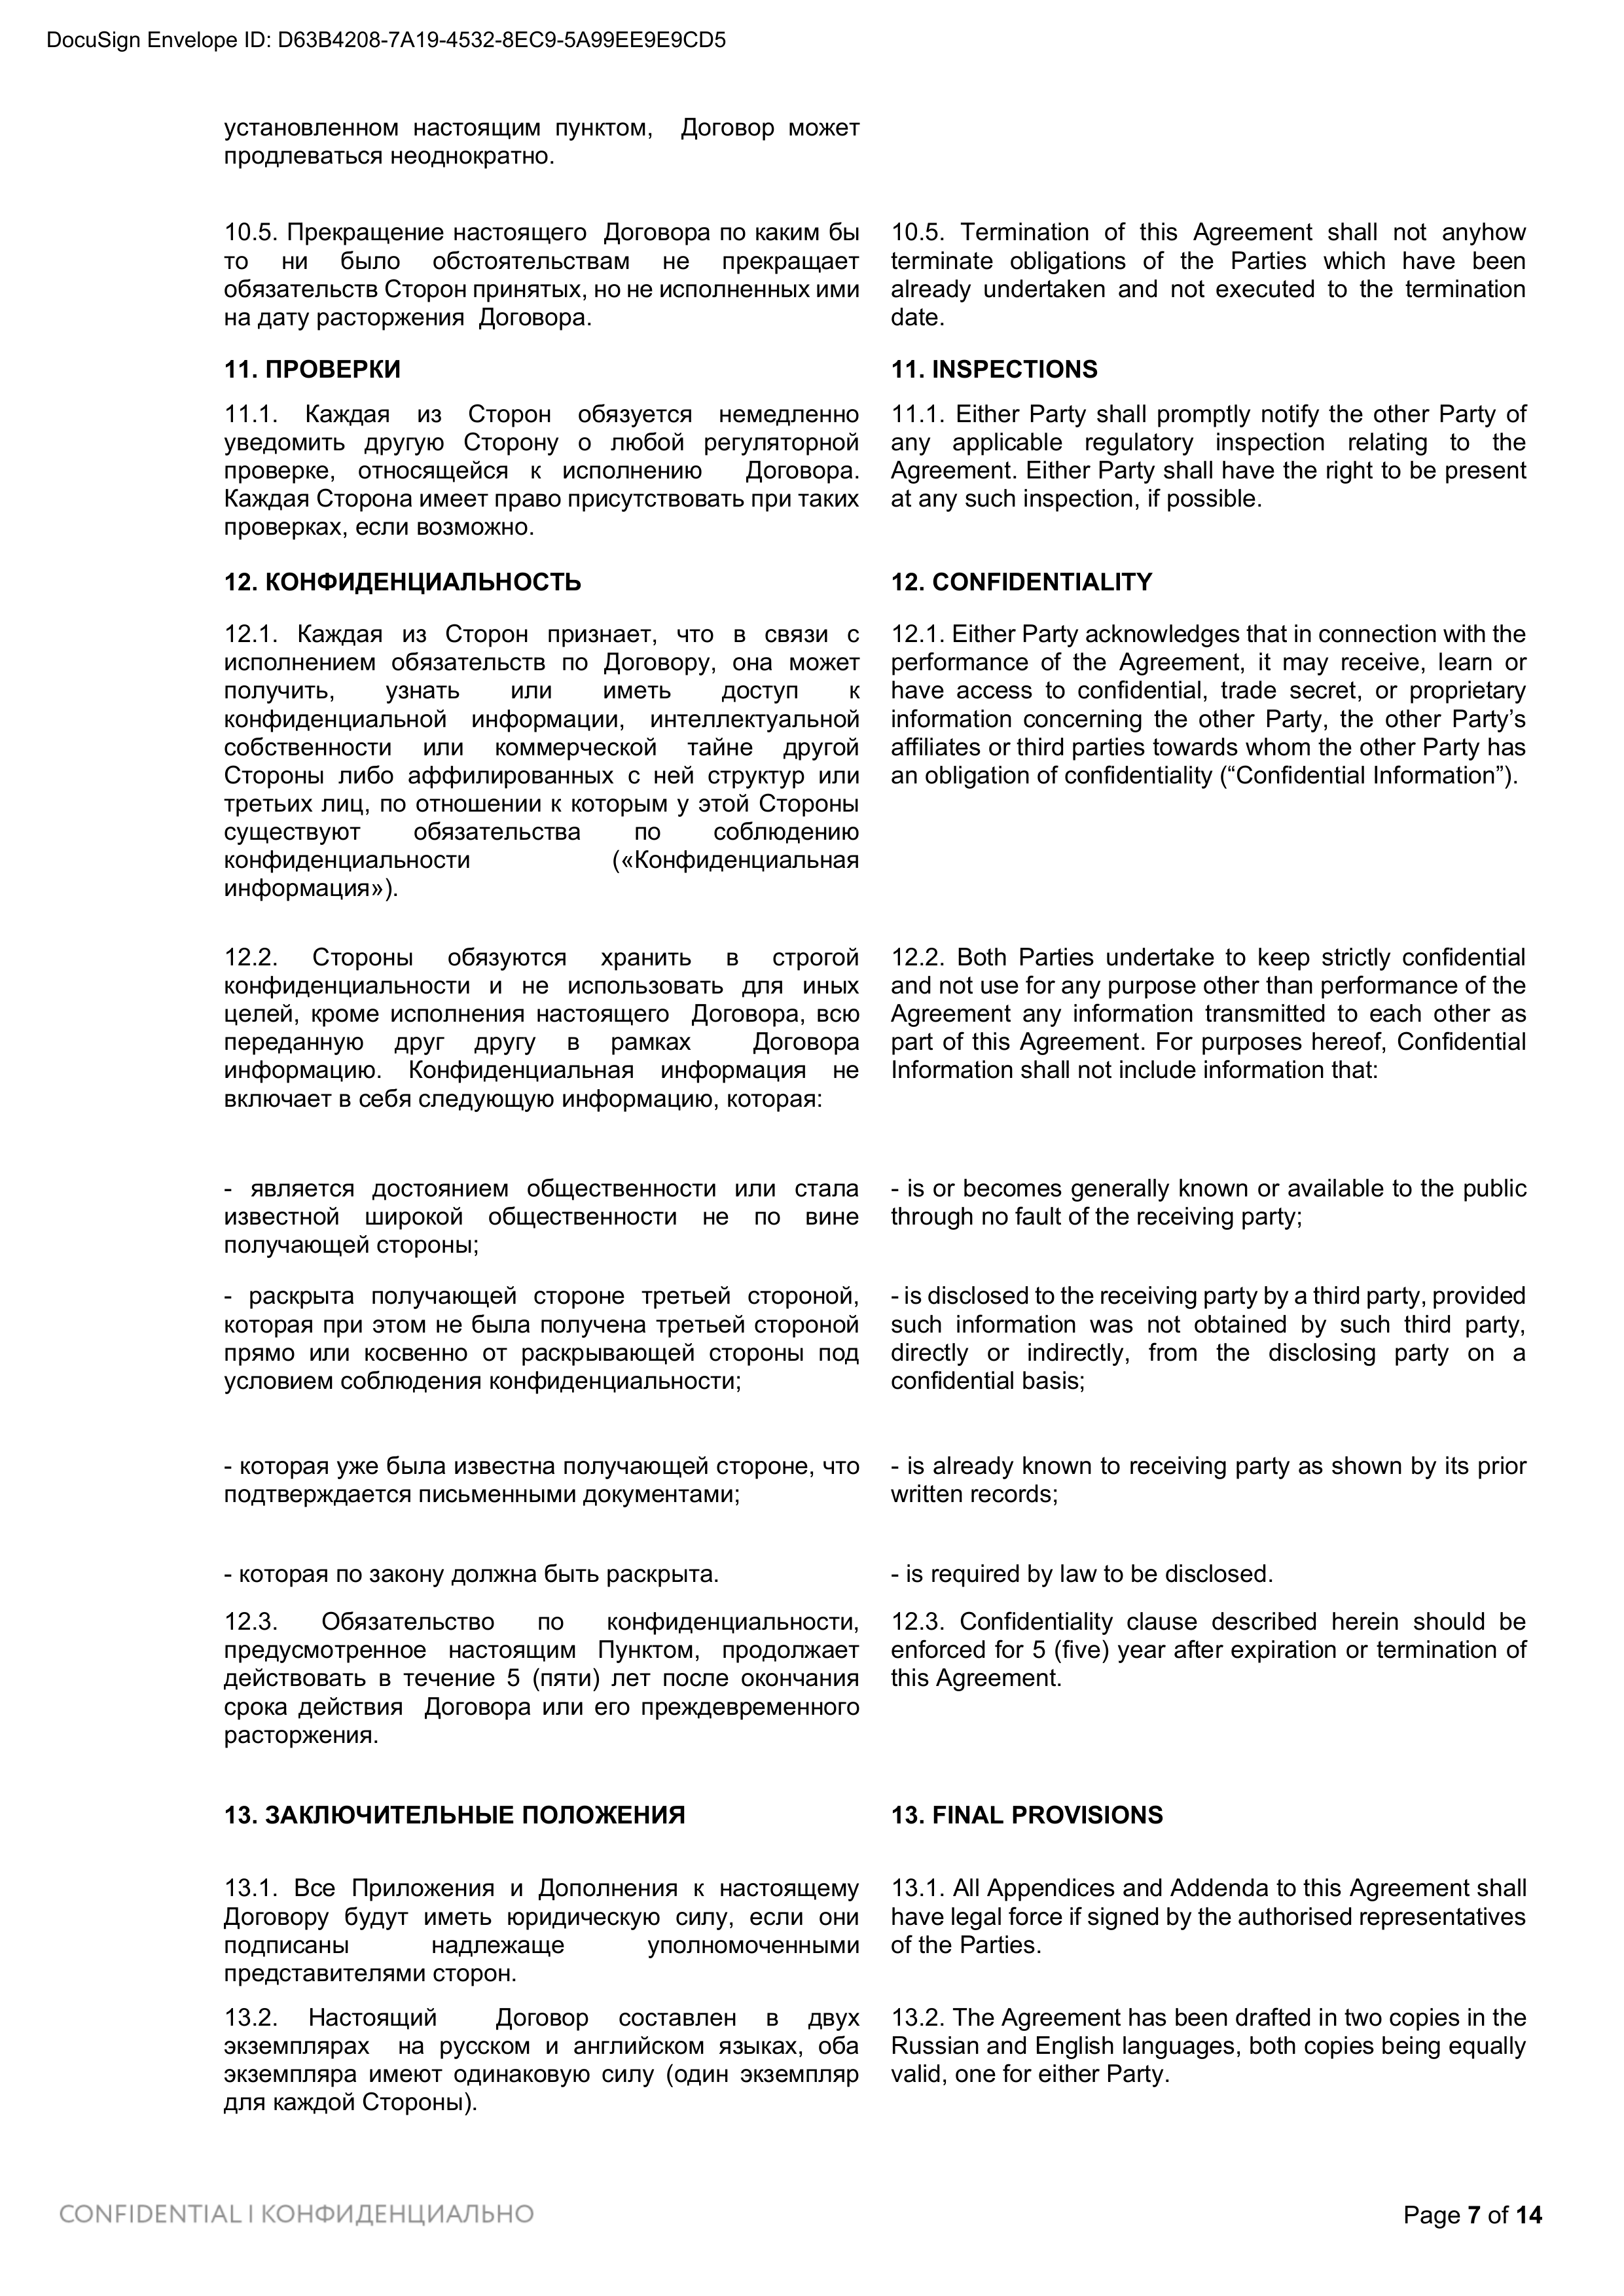 DocuSign Envelope ID: D63B4208-7A19-4532-8EC9-5A99EE9E9CD5
установленном настоящим пунктом, Договор может
продлеваться неоднократно.
10.5. Прекращение настоящего Договора по каким бы
то ни было обстоятельствам не прекращает
обязательств Сторон принятых, но не исполненных ими
на дату расторжения Договора.
10.5. Termination of this Agreement shall not anyhow
terminate obligations of the Parties which have been
already undertaken and not executed to the termination
date.
11. ПРОВЕРКИ
11. INSPECTIONS
11.1. Каждая из Сторон обязуется немедленно
уведомить другую Сторону о любой регуляторной
проверке, относящейся к исполнению Договора.
Каждая Сторона имеет право присутствовать при таких
проверках, если возможно.
11.1. Either Party shall promptly notify the other Party of
any applicable regulatory inspection relating to the
Agreement. Either Party shall have the right to be present
at any such inspection, if possible.
12. КОНФИДЕНЦИАЛЬНОСТЬ
12. CONFIDENTIALITY
12.1. Каждая из Сторон признает, что в связи с
исполнением обязательств по Договору, она может
получить, узнать или иметь доступ к
конфиденциальной информации, интеллектуальной
собственности или коммерческой тайне другой
Стороны либо аффилированных с ней структур или
третьих лиц, по отношении к которым у этой Стороны
существуют обязательства по соблюдению
конфиденциальности («Конфиденциальная
информация»).
12.1. Either Party acknowledges that in connection with the
performance of the Agreement, it may receive, learn or
have access to confidential, trade secret, or proprietary
information concerning the other Party, the other Party’s
affiliates or third parties towards whom the other Party has
an obligation of confidentiality (“Confidential Information”).
12.2. Стороны обязуются хранить в строгой
конфиденциальности и не использовать для иных
целей, кроме исполнения настоящего Договора, всю
переданную друг другу в рамках Договора
информацию. Конфиденциальная информация не
включает в себя следующую информацию, которая:
12.2. Both Parties undertake to keep strictly confidential
and not use for any purpose other than performance of the
Agreement any information transmitted to each other as
part of this Agreement. For purposes hereof, Confidential
Information shall not include information that:
- является достоянием общественности или стала
известной широкой общественности не по вине
получающей стороны;
- is or becomes generally known or available to the public
through no fault of the receiving party;
- раскрыта получающей стороне третьей стороной,
которая при этом не была получена третьей стороной
прямо или косвенно от раскрывающей стороны под
условием соблюдения конфиденциальности;
- is disclosed to the receiving party by a third party, provided
such information was not obtained by such third party,
directly or indirectly, from the disclosing party on a
confidential basis;
- которая уже была известна получающей стороне, что
подтверждается письменными документами;
- is already known to receiving party as shown by its prior
written records;
- которая по закону должна быть раскрыта.
- is required by law to be disclosed.
12.3. Обязательство по конфиденциальности,
предусмотренное настоящим Пунктом, продолжает
действовать в течение 5 (пяти) лет после окончания
срока действия Договора или его преждевременного
расторжения.
12.3. Confidentiality clause described herein should be
enforced for 5 (five) year after expiration or termination of
this Agreement.
13. ЗАКЛЮЧИТЕЛЬНЫЕ ПОЛОЖЕНИЯ
13. FINAL PROVISIONS
13.1. Все Приложения и Дополнения к настоящему
Договору будут иметь юридическую силу, если они
подписаны надлежаще уполномоченными
представителями сторон.
13.1. All Appendices and Addenda to this Agreement shall
have legal force if signed by the authorised representatives
of the Parties.
13.2. Настоящий Договор составлен в двух
экземплярах на русском и английском языках, оба
экземпляра имеют одинаковую силу (один экземпляр
для каждой Стороны).
13.2. The Agreement has been drafted in two copies in the
Russian and English languages, both copies being equally
valid, one for either Party.
CONFIDENTIAL I КОНФИДЕНЦИАЛЬНО
Page 7 of 14